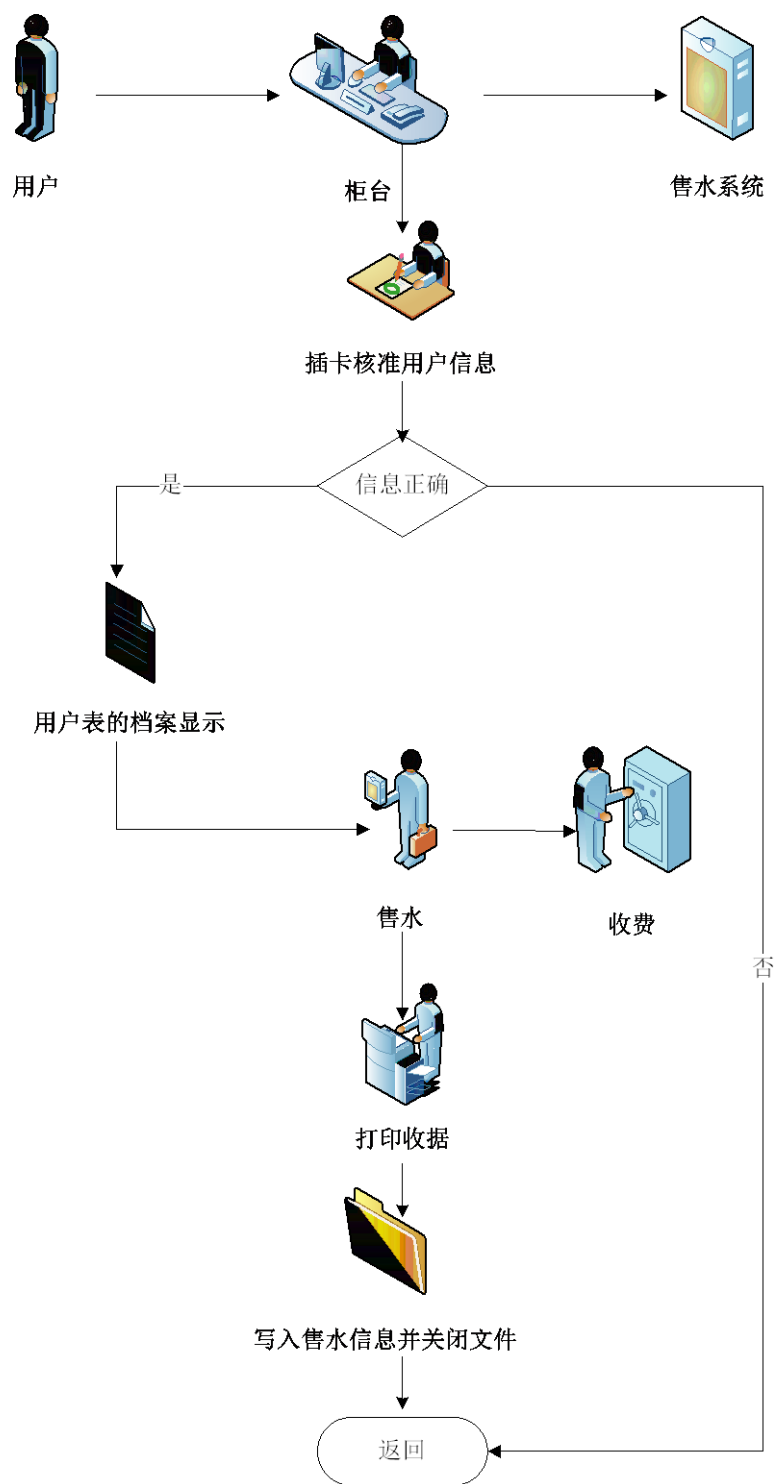 用户
柜台
售水系统
插卡核准用户信息
信息正确
是
用户表的档案显示
售水
收费
否
打印收据
写入售水信息并关闭文件
返回